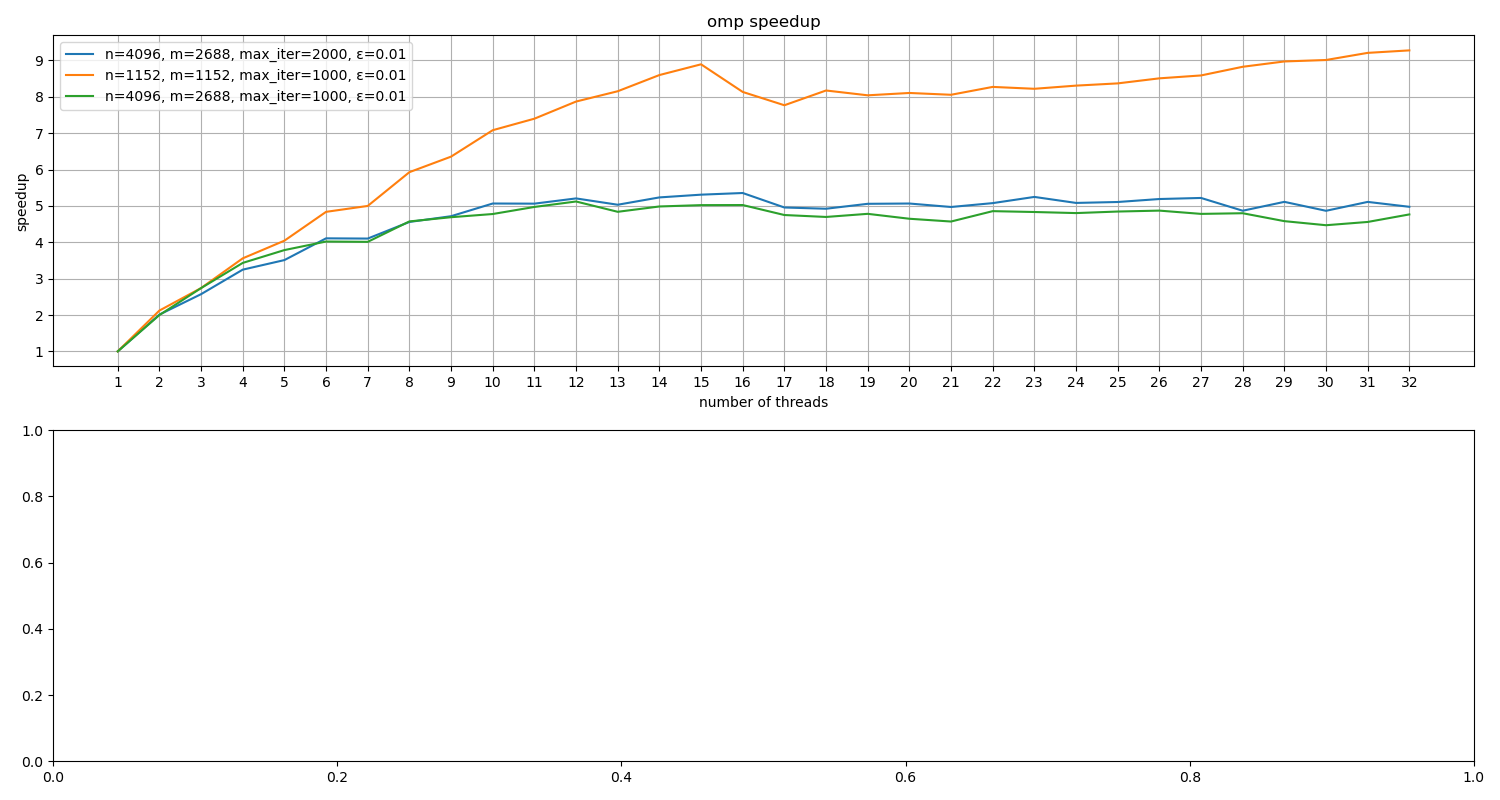 omp speedup
n=4096, m=2688, max_iter=2000, ε=0.01
n=1152, m=1152, max_iter=1000, ε=0.01
n=4096, m=2688, max_iter=1000, ε=0.01
9
8
7
6
5
4
3
2
1
speedup
1 2 3 4 5 6 7 8 9 10 11 12 13 14 15 16 17 18 19 20 21 22 23 24 25 26 27 28 29 30 31 32
number of threads
1.0
0.8
0.6
0.4
0.2
0.0
0.0 0.2 0.4 0.6 0.8 1.0